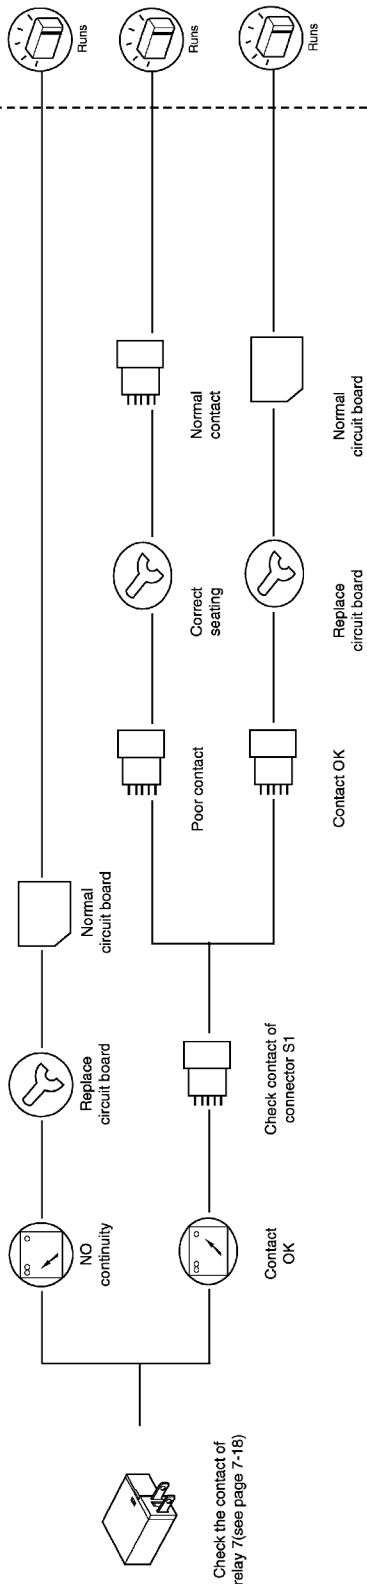 Check the contact of
relay 7(see page 7-18)
NO
continuity
Replace
circuit board
Normal
circuit board
Runs
Contact
OK
Check contact of
connector S1
Poor contact
Correct
seating
Normal
contact
Runs
Contact OK
Replace
circuit board
Normal
circuit board
Runs